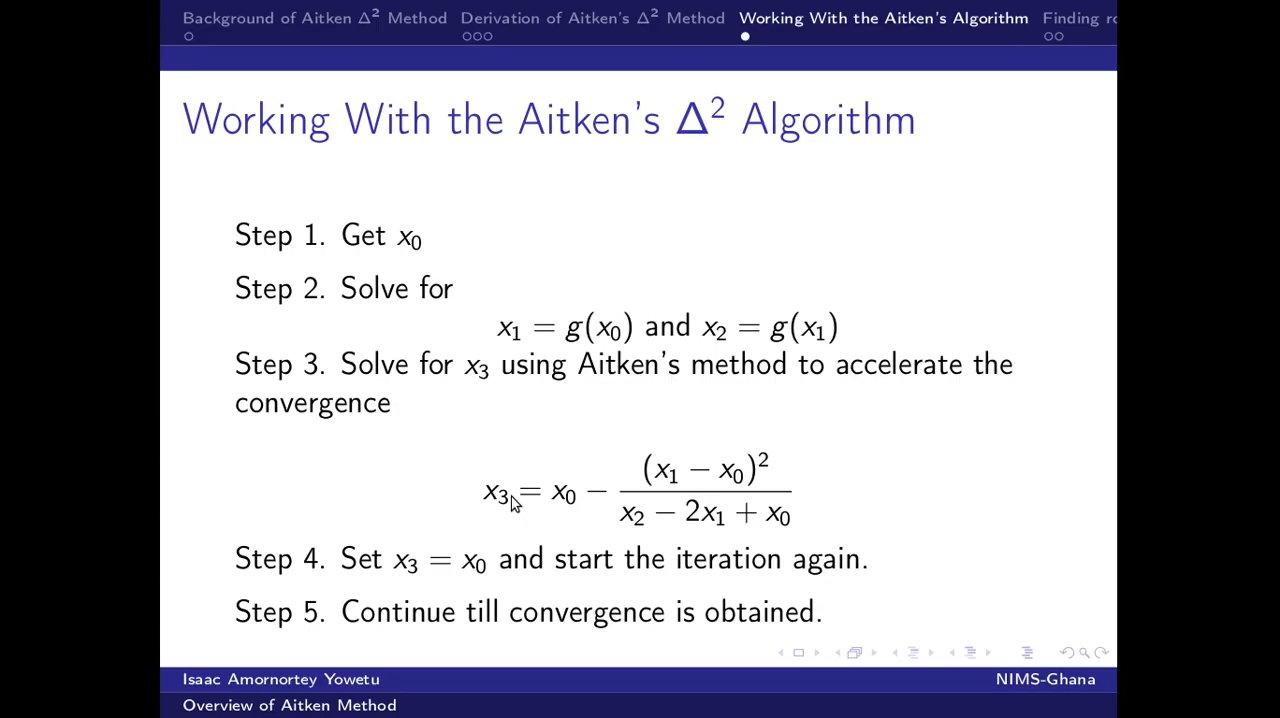 Background of Aitken Δ² Method Derivation of Aitken's Δ² Method Working With the Aitken's Algorithm Finding
Working With the Aitken's Δ² Algorithm
Step 1. Get x₀
Step 2. Solve for
x₁ = g(x₀) and x₂ = g(x₁)
Step 3. Solve for x₃ using Aitken's method to accelerate the
convergence
x₃ = x₀ − (x₁ − x₀)² / (x₂ − 2x₁ + x₀)
Step 4. Set x₃ = x₀ and start the iteration again.
Step 5. Continue till convergence is obtained.
Isaac Amornortey Yowetu NIMS-Ghana
Overview of Aitken Method